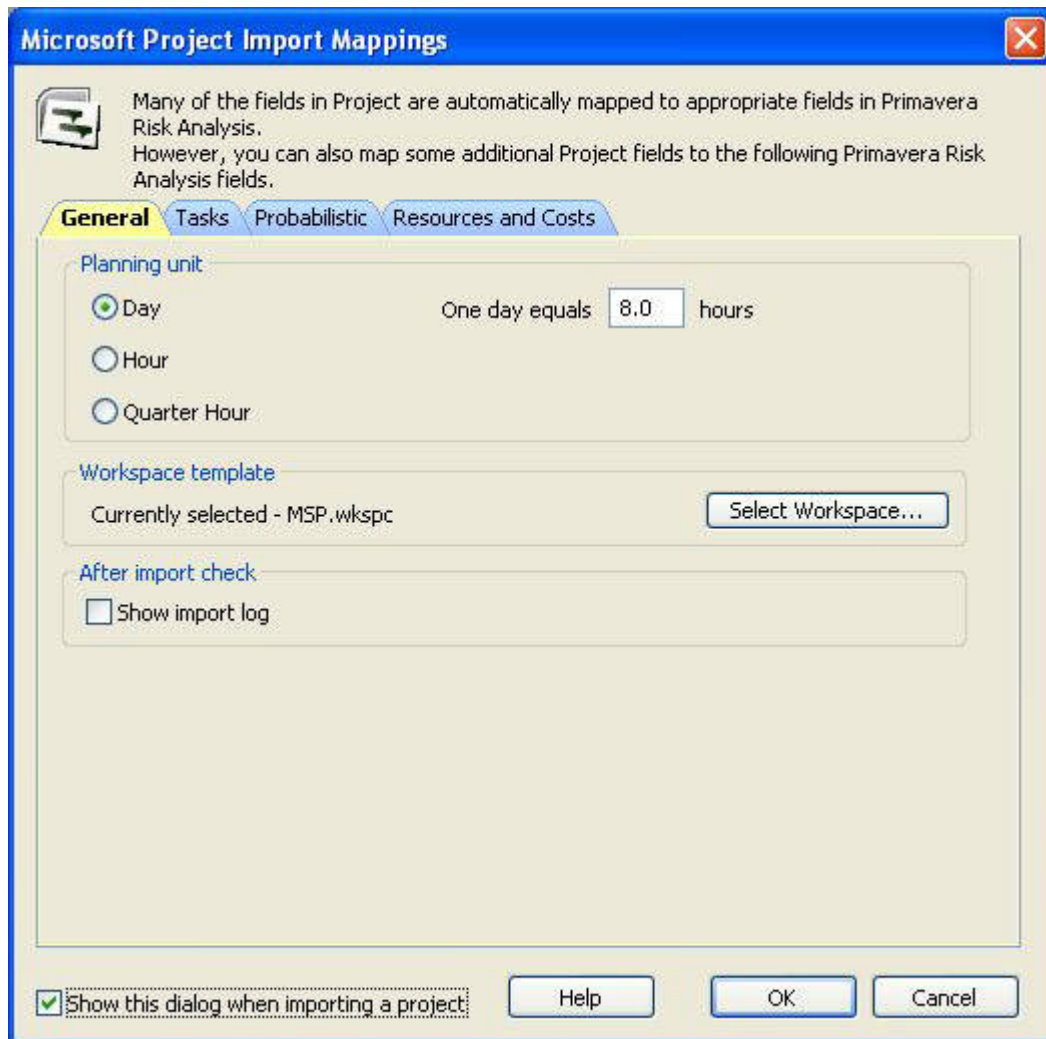 Microsoft Project Import Mappings
Many of the fields in Project are automatically mapped to appropriate fields in Primavera
Risk Analysis.
However, you can also map some additional Project fields to the following Primavera Risk
Analysis fields.
General Tasks Probabilistic Resources and Costs
Planning unit
Day One day equals 8.0 hours
Hour
Quarter Hour
Workspace template
Currently selected - MSP.wkspc Select Workspace...
After import check
Show import log
Show this dialog when importing a project Help OK Cancel